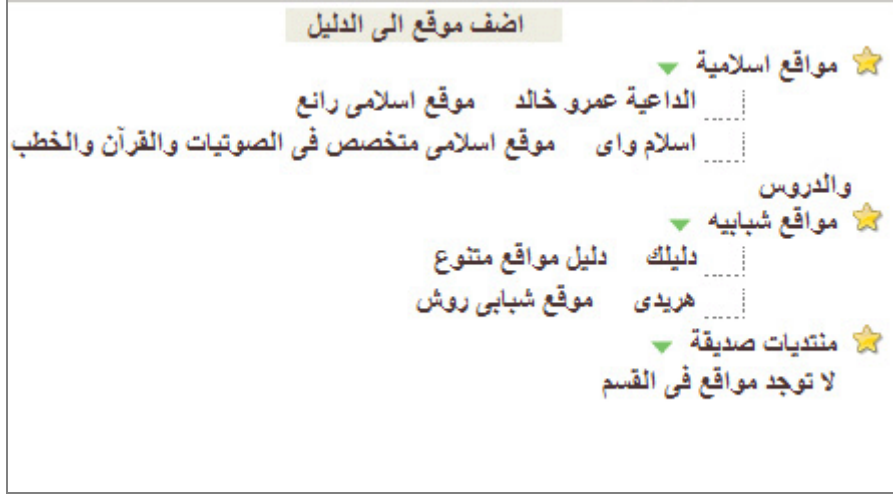 اضف موقع الى الدليل
مواقع اسلامية
الداعية عمرو خالد موقع اسلامى رائع
اسلام واى موقع اسلامى متخصص فى الصوتيات والقرآن والخطب
والدروس
مواقع شبابيه
دليلك دليل مواقع متنوع
هريدى موقع شبابى روش
منتديات صديقة
لا توجد مواقع فى القسم